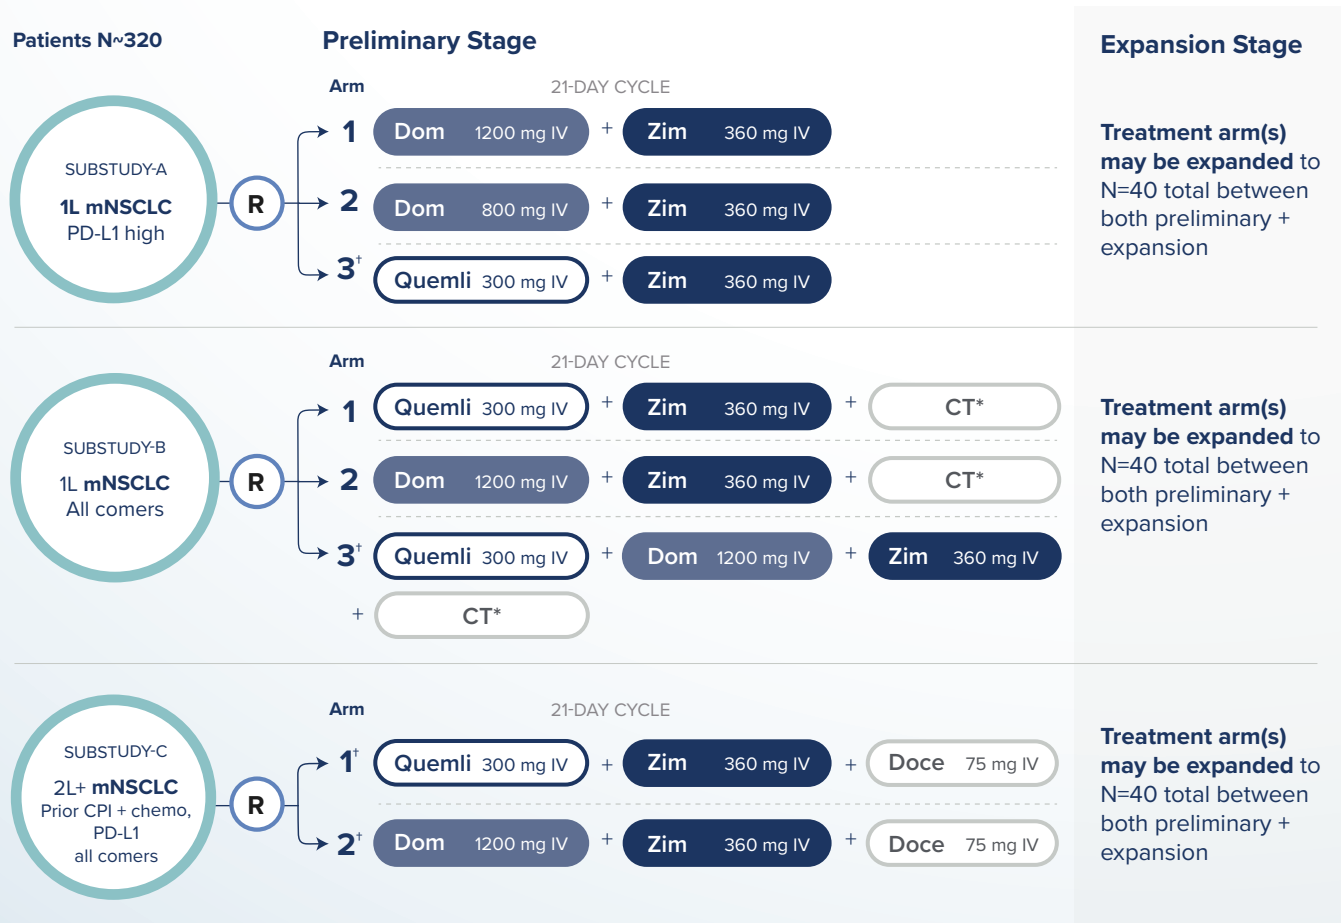 Patients N~320
Preliminary Stage
Expansion Stage
Arm
21-DAY CYCLE
SUBSTUDY-A
1L mNSCLC
PD-L1 high
R
1 Dom 1200 mg IV + Zim 360 mg IV
2 Dom 800 mg IV + Zim 360 mg IV
3† Quemli 300 mg IV + Zim 360 mg IV
Treatment arm(s)
may be expanded to
N=40 total between
both preliminary +
expansion
Arm
21-DAY CYCLE
SUBSTUDY-B
1L mNSCLC
All comers
R
1 Quemli 300 mg IV + Zim 360 mg IV + CT*
2 Dom 1200 mg IV + Zim 360 mg IV + CT*
3† Quemli 300 mg IV + Dom 1200 mg IV + Zim 360 mg IV
+ CT*
Treatment arm(s)
may be expanded to
N=40 total between
both preliminary +
expansion
Arm
21-DAY CYCLE
SUBSTUDY-C
2L+ mNSCLC
Prior CPI + chemo,
PD-L1
all comers
R
1† Quemli 300 mg IV + Zim 360 mg IV + Doce 75 mg IV
2† Dom 1200 mg IV + Zim 360 mg IV + Doce 75 mg IV
Treatment arm(s)
may be expanded to
N=40 total between
both preliminary +
expansion